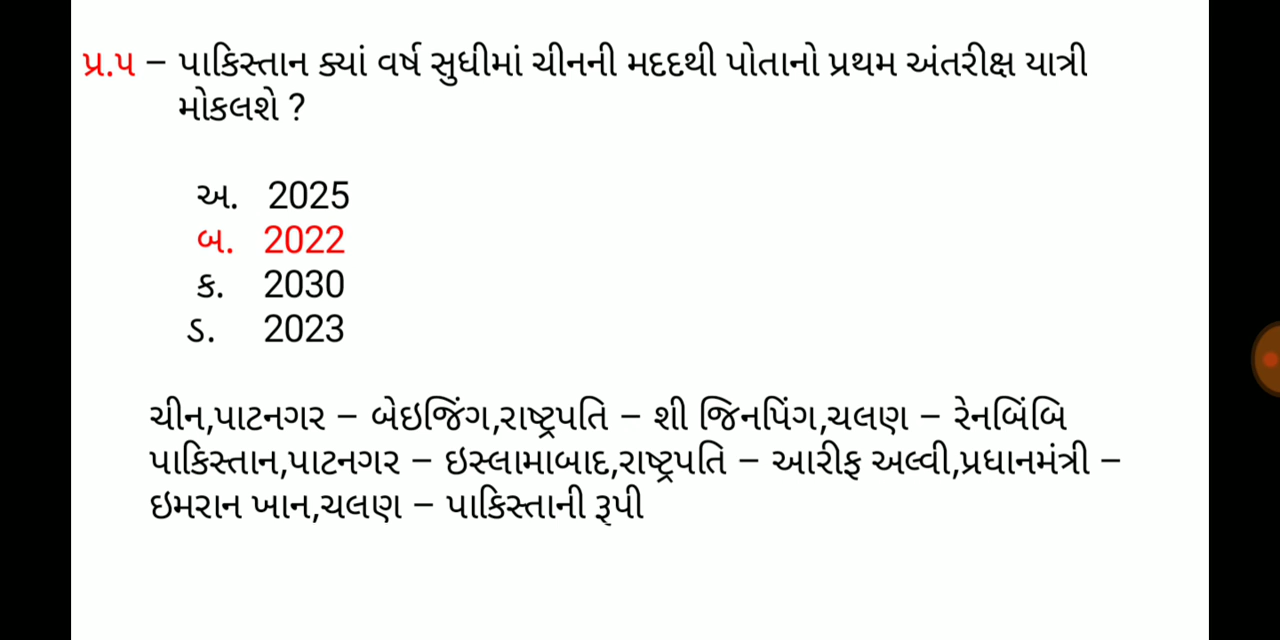 પ્ર.૫ – પાકિસ્તાન ક્યાં વર્ષ સુધીમાં ચીનની મદદથી પોતાનો પ્રથમ અંતરીક્ષ યાત્રી
મોકલશે ?
અ. 2025
બ. 2022
ક. 2030
ડ. 2023
ચીન,પાટનગર – બેઇજિંગ,રાષ્ટ્રપતિ – શી જિનપિંગ,ચલણ – રેનબિંબિ
પાકિસ્તાન,પાટનગર – ઇસ્લામાબાદ,રાષ્ટ્રપતિ – આરીફ અલ્વી,પ્રધાનમંત્રી –
ઇમરાન ખાન,ચલણ – પાકિસ્તાની રૂપી